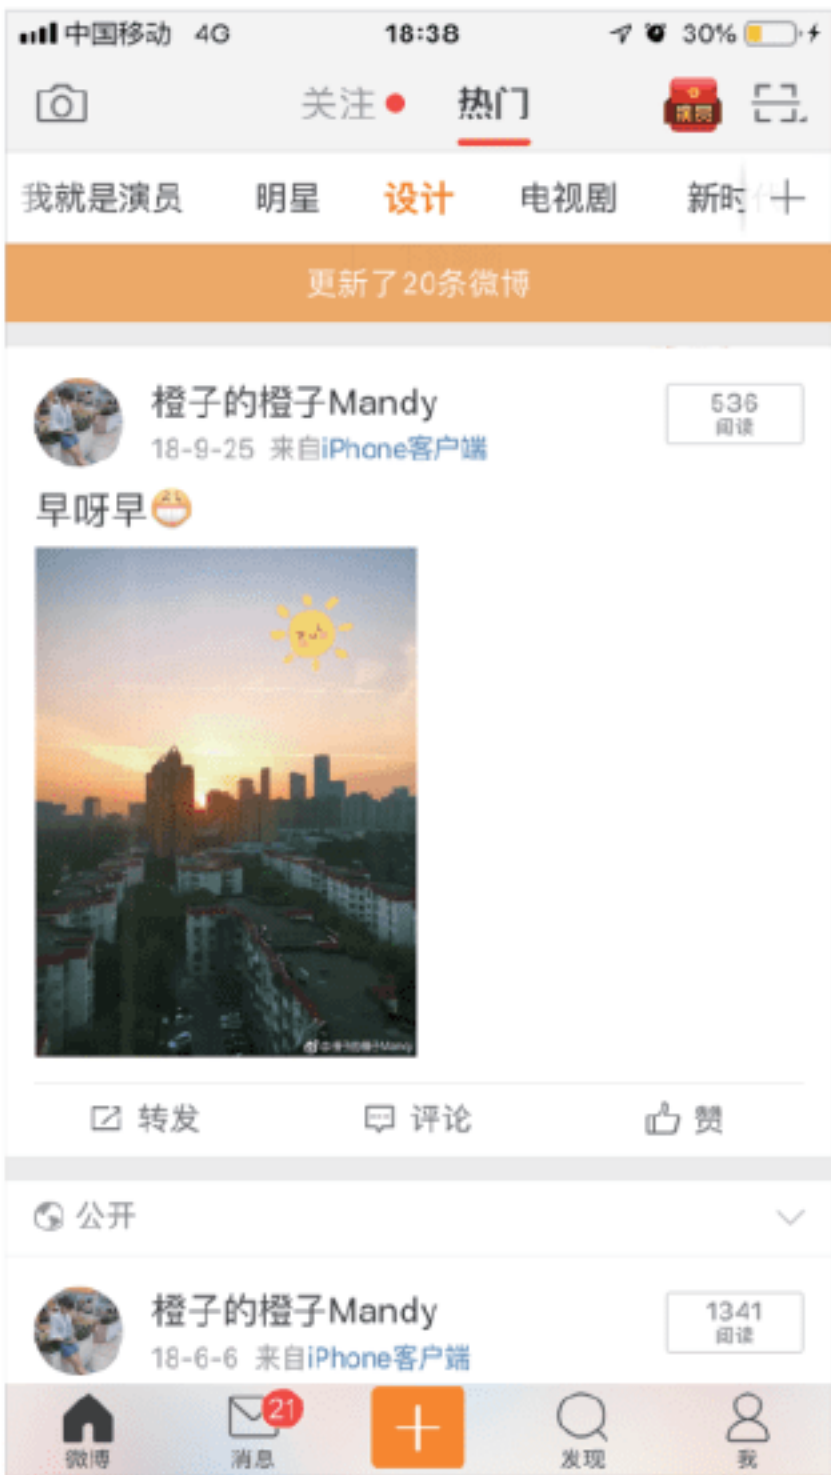 中国移动 4G 18:38 30%
关注 热门 演员
我就是演员 明星 设计 电视剧 新时代
更新了20条微博
橙子的橙子Mandy
536
阅读
18-9-25 来自iPhone客户端
早呀早
转发 评论 赞
公开
橙子的橙子Mandy
1341
阅读
18-6-6 来自iPhone客户端
21
微博 消息 发现 我